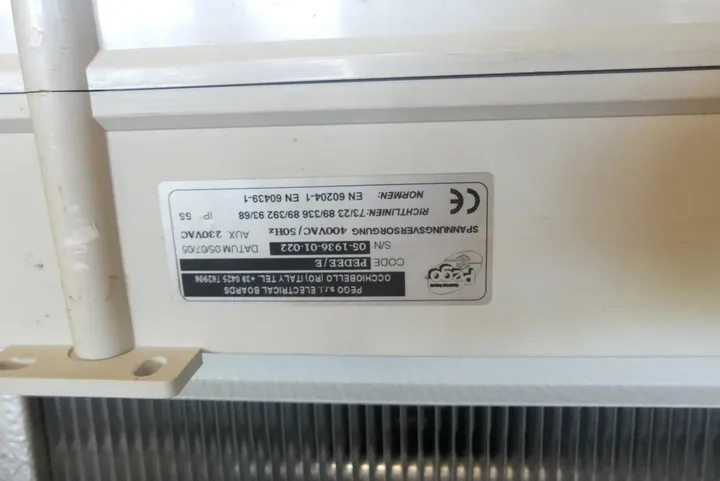 Pego
PEGO s.r.l. ELECTRICAL BOARDS
OCCHIOBELLO (RO) ITALY TEL. +39 0425 762906
CODE PEDEE/E
S/N 05-1936-01-022 DATUM 05/07/05
SPANNUNGSVERSORGUNG 400VAC/50Hz AUX. 230VAC
RICHTLINIEN: 73/23 89/336 89/392 93/68 IP 55
NORMEN: EN 60204-1 EN 60439-1
CE